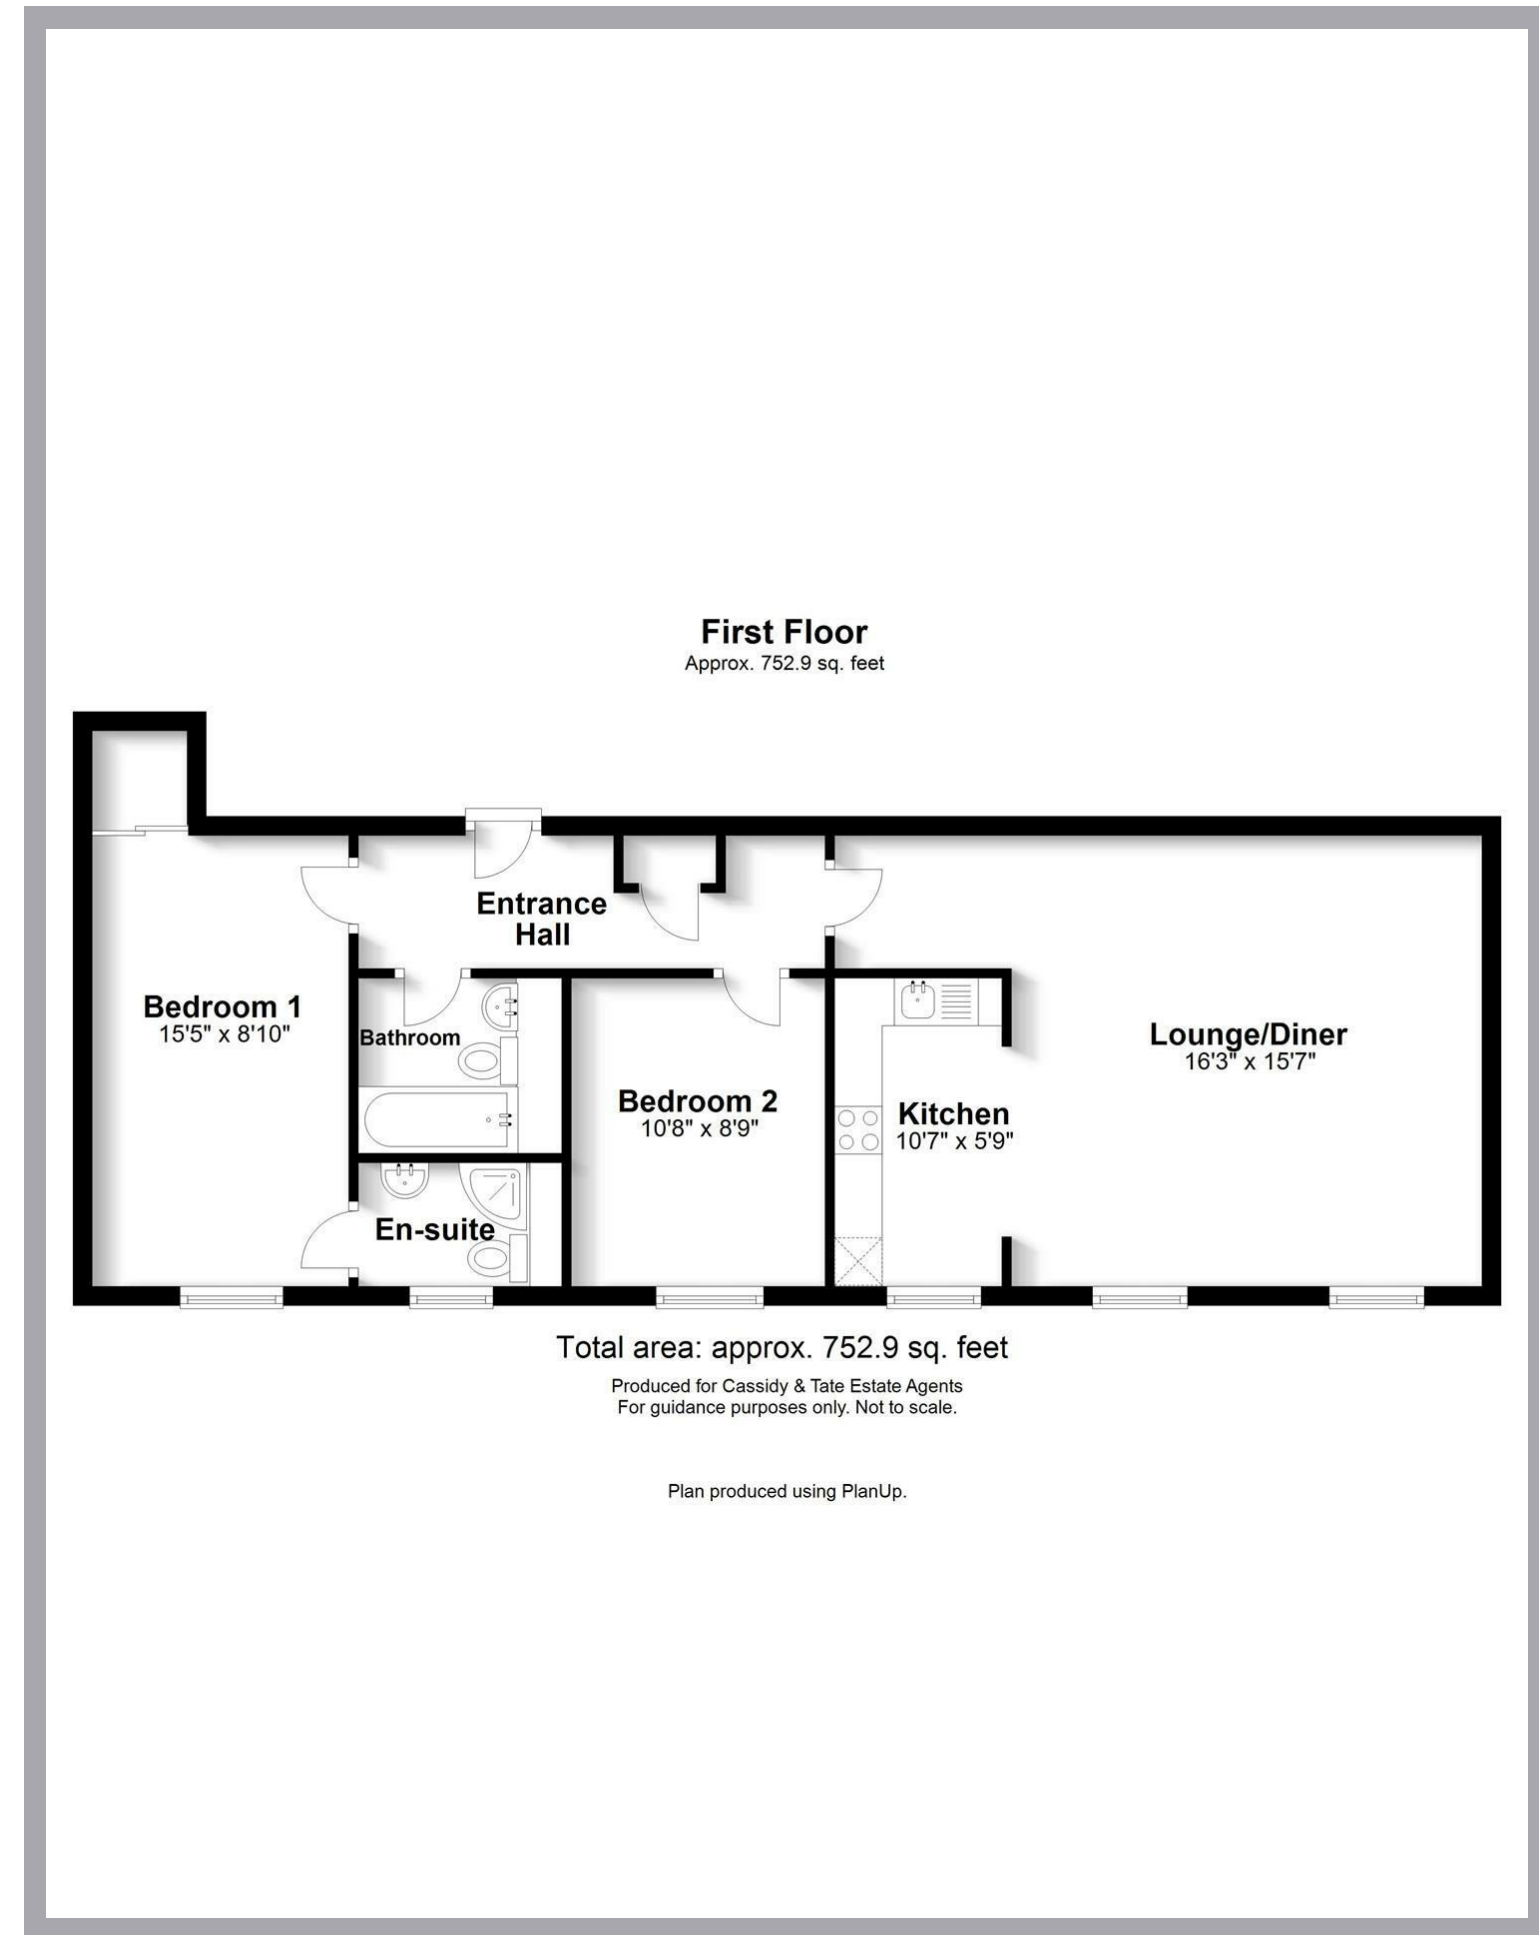 First Floor
Approx. 752.9 sq. feet
Entrance
Hall
Bedroom 1
15'5" x 8'10"
Bathroom
Lounge/Diner
16'3" x 15'7"
Bedroom 2
10'8" x 8'9"
Kitchen
10'7" x 5'9"
En-suite
Total area: approx. 752.9 sq. feet
Produced for Cassidy & Tate Estate Agents
For guidance purposes only. Not to scale.
Plan produced using PlanUp.